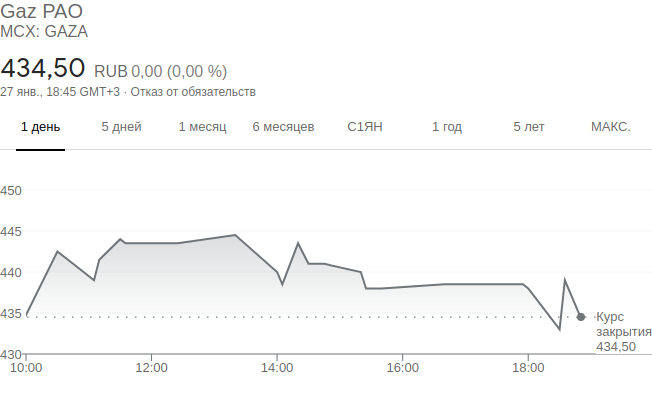 Gaz PAO
MCX: GAZA
434,50 RUB 0,00 (0,00 %)
27 янв., 18:45 GMT+3 · Отказ от обязательств
1 день 5 дней 1 месяц 6 месяцев С1ЯН 1 год 5 лет МАКС.
450
445
440
435
430
Курс
закрытия
434,50
10:00 12:00 14:00 16:00 18:00